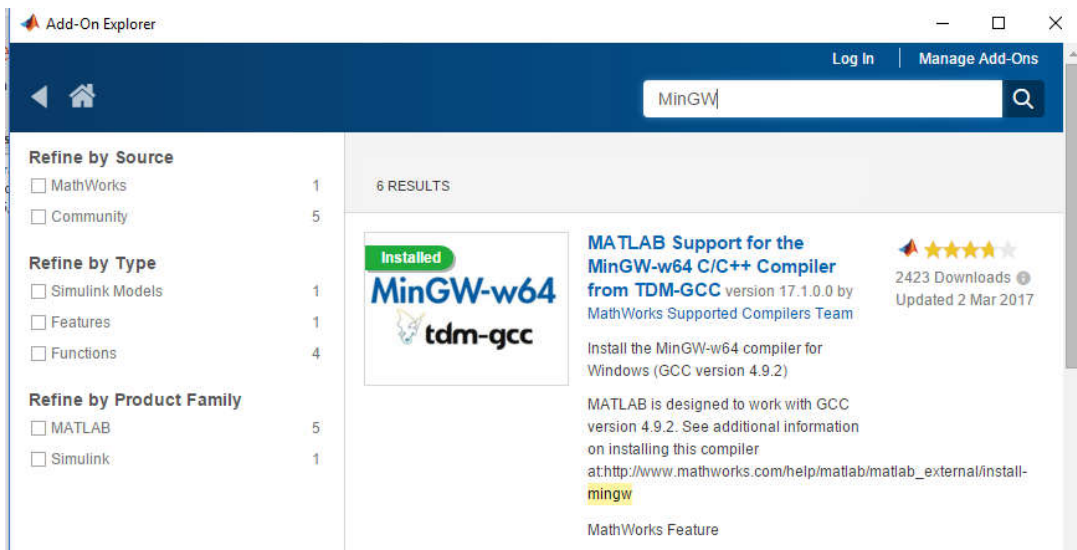 Add-On Explorer
Log In
Manage Add-Ons
MinGW
Refine by Source
MathWorks 1
Community 5
Refine by Type
Simulink Models 1
Features 1
Functions 4
Refine by Product Family
MATLAB 5
Simulink 1
6 RESULTS
Installed
MinGW-w64
tdm-gcc
MATLAB Support for the
MinGW-w64 C/C++ Compiler
from TDM-GCC version 17.1.0.0 by
MathWorks Supported Compilers Team
Install the MinGW-w64 compiler for
Windows (GCC version 4.9.2)
MATLAB is designed to work with GCC
version 4.9.2. See additional information
on installing this compiler
at:http://www.mathworks.com/help/matlab/matlab_external/install-
mingw
MathWorks Feature
2423 Downloads
Updated 2 Mar 2017